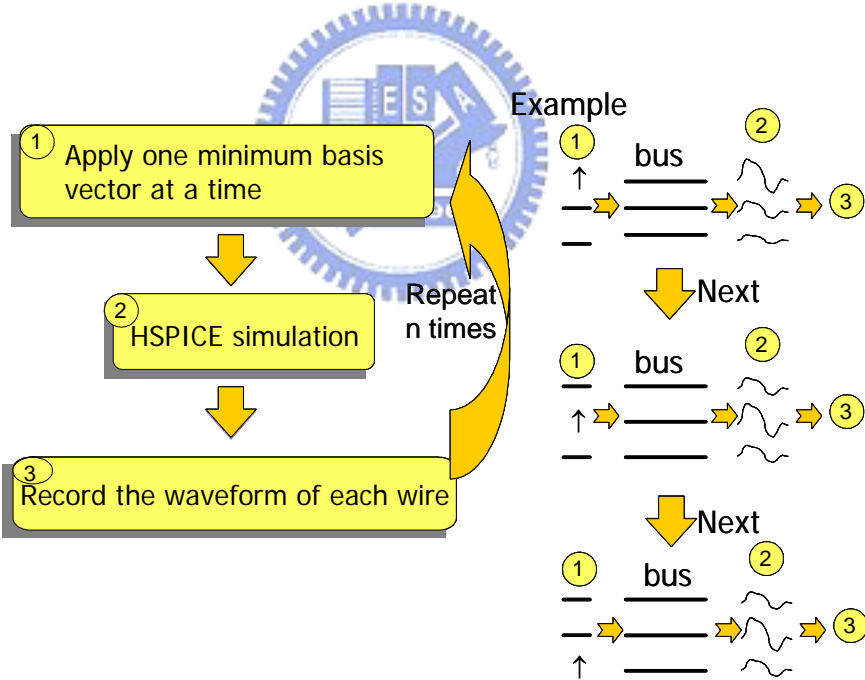 ESA
1
Apply one minimum basis
vector at a time
2
HSPICE simulation
3
Record the waveform of each wire
Repeat
n times
Example
1
bus
2
↑
3
Next
1
bus
2
↑
3
Next
1
bus
2
↑
3